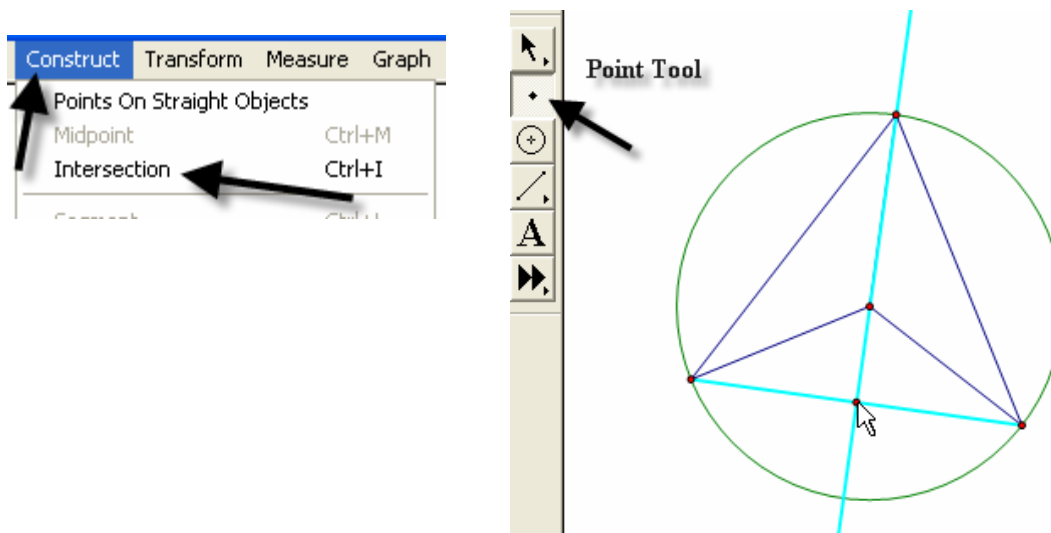 Construct Transform Measure Graph
Points On Straight Objects
Midpoint Ctrl+M
Intersection Ctrl+I
Point Tool
A